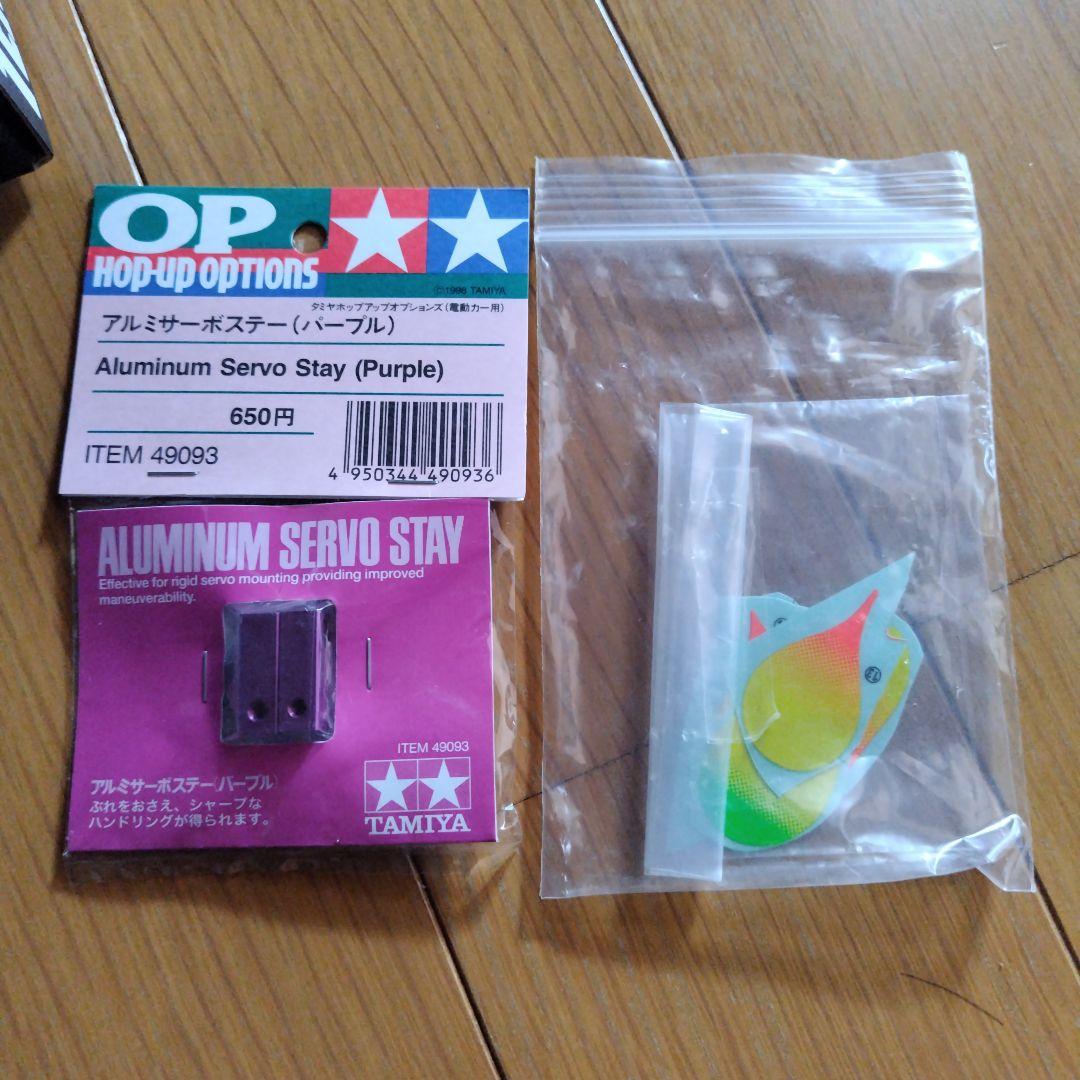 OP
HOP-UP OPTIONS
©1998 TAMIYA
タミヤホップアップオプションズ（電動カー用）
アルミサーボステー（パープル）
Aluminum Servo Stay (Purple)
650円
ITEM 49093
4 950344 490936
ALUMINUM SERVO STAY
Effective for rigid servo mounting providing improved
maneuverability.
ITEM 49093
アルミサーボステー（パープル）
ぶれをおさえ、シャープな
ハンドリングが得られます。
TAMIYA